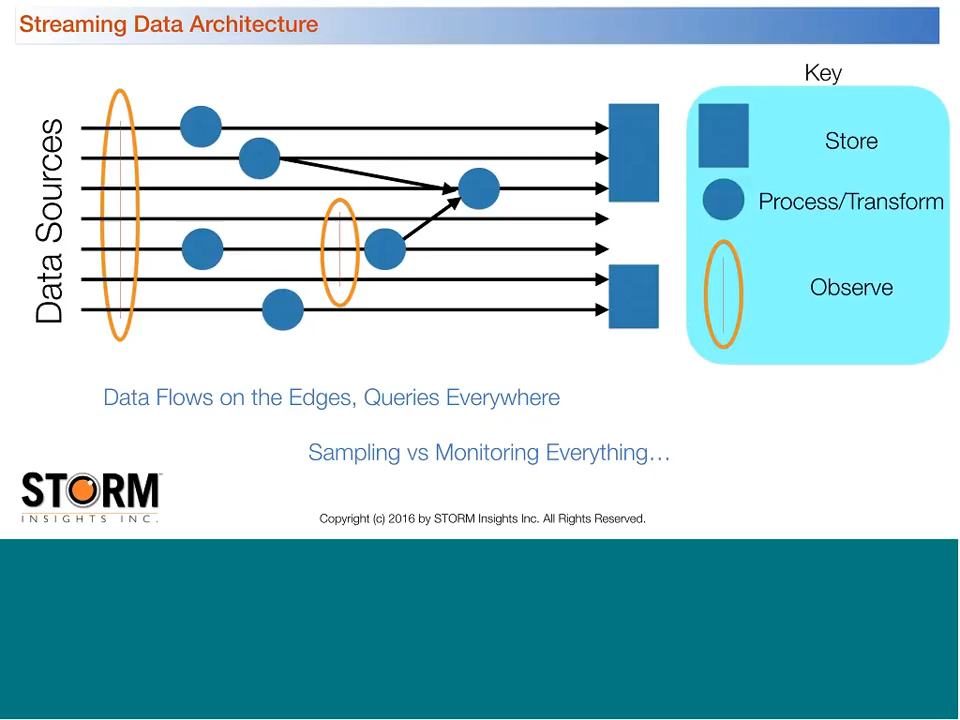 Streaming Data Architecture
Key
Data Sources
Store
Process/Transform
Observe
Data Flows on the Edges, Queries Everywhere
Sampling vs Monitoring Everything…
STORM
INSIGHTS INC.
Copyright (c) 2016 by STORM Insights Inc. All Rights Reserved.